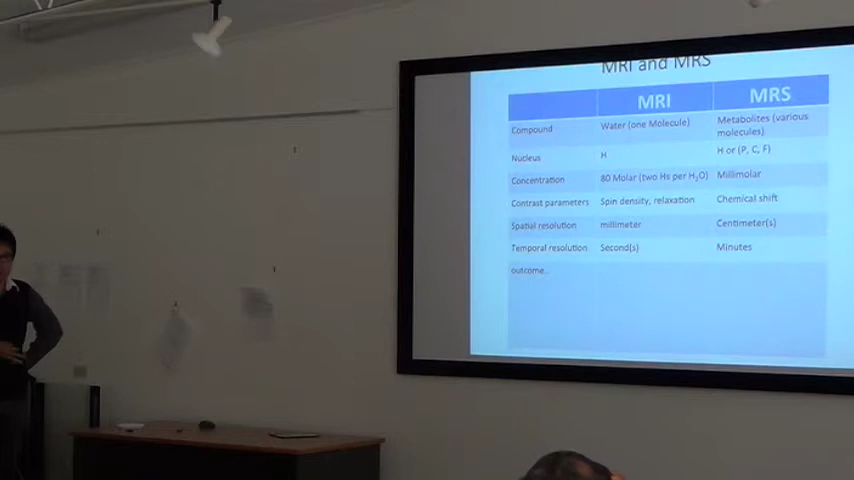 MRI and MRS
MRI MRS
Compound Water (one Molecule) Metabolites (various
molecules)
Nucleus H H or (P, C, F)
Concentration 80 Molar (two Hs per H₂O) Millimolar
Contrast parameters Spin density, relaxation Chemical shift
Spatial resolution millimeter Centimeter(s)
Temporal resolution Second(s) Minutes
outcome...